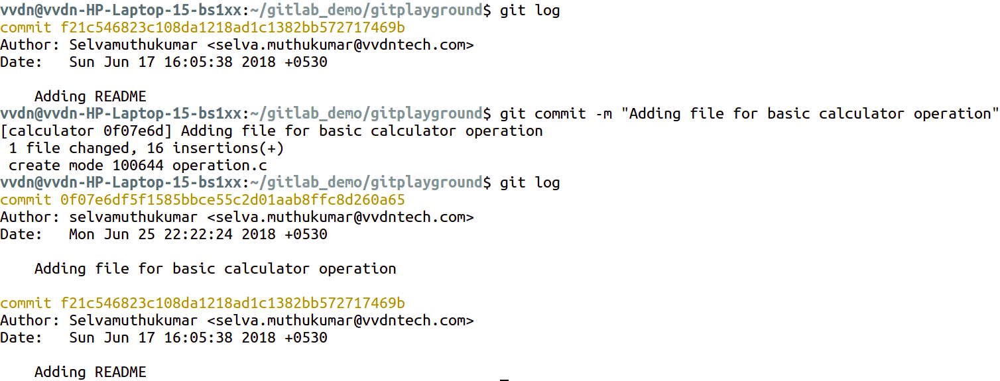 vvdn@vvdn-HP-Laptop-15-bs1xx:~/gitlab_demo/gitplayground$ git log
commit f21c546823c108da1218ad1c1382bb572717469b
Author: Selvamuthukumar <selva.muthukumar@vvdntech.com>
Date:   Sun Jun 17 16:05:38 2018 +0530

    Adding README
vvdn@vvdn-HP-Laptop-15-bs1xx:~/gitlab_demo/gitplayground$ git commit -m "Adding file for basic calculator operation"
[calculator 0f07e6d] Adding file for basic calculator operation
 1 file changed, 16 insertions(+)
 create mode 100644 operation.c
vvdn@vvdn-HP-Laptop-15-bs1xx:~/gitlab_demo/gitplayground$ git log
commit 0f07e6df5f1585bbce55c2d01aab8ffc8d260a65
Author: selvamuthukumar <selva.muthukumar@vvdntech.com>
Date:   Mon Jun 25 22:22:24 2018 +0530

    Adding file for basic calculator operation

commit f21c546823c108da1218ad1c1382bb572717469b
Author: Selvamuthukumar <selva.muthukumar@vvdntech.com>
Date:   Sun Jun 17 16:05:38 2018 +0530

    Adding README